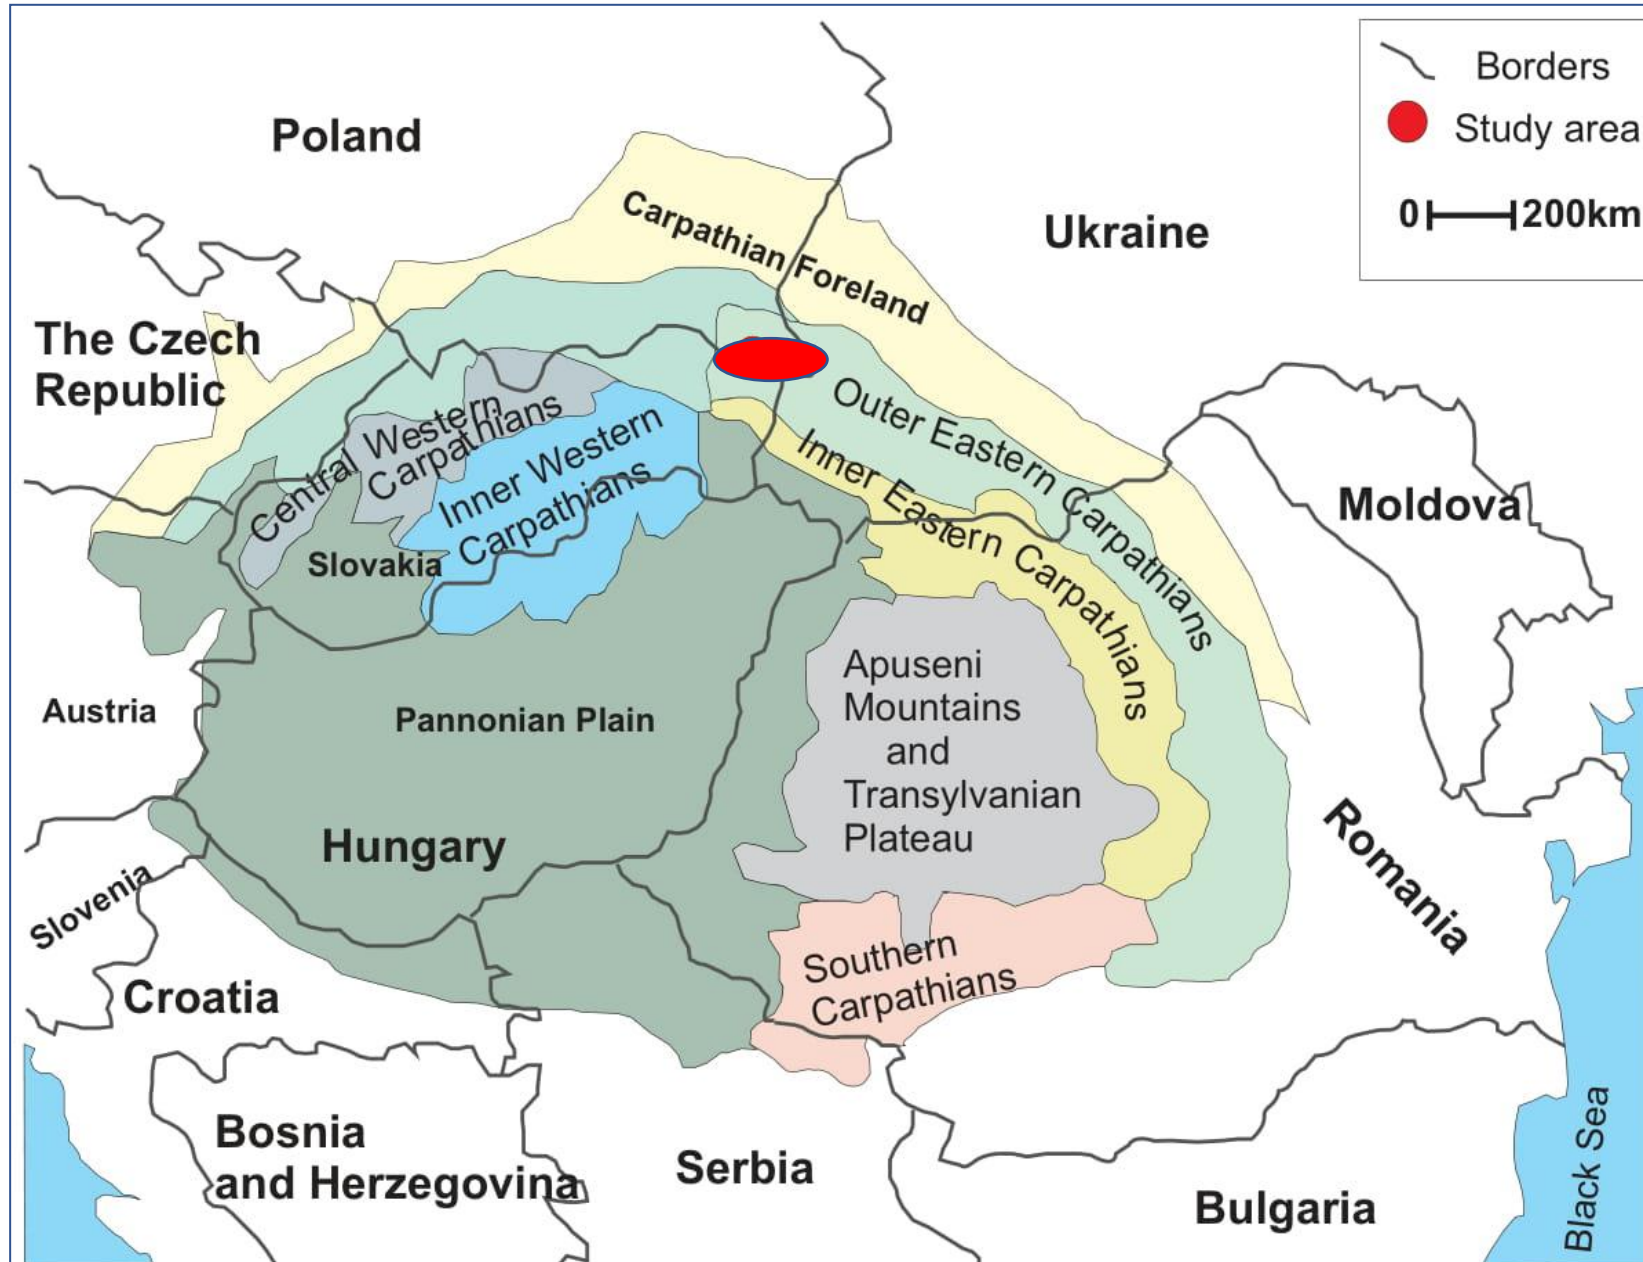 Borders
Study area
0 200km
Poland
Carpathian Foreland
Ukraine
The Czech
Republic
Outer Eastern Carpathians
Central Western
Carpathians
Inner Western
Carpathians
Inner Eastern Carpathians
Moldova
Slovakia
Austria
Pannonian Plain
Apuseni
Mountains
and
Transylvanian
Plateau
Hungary
Romania
Slovenia
Southern
Carpathians
Croatia
Bosnia
and Herzegovina
Serbia
Bulgaria
Black Sea